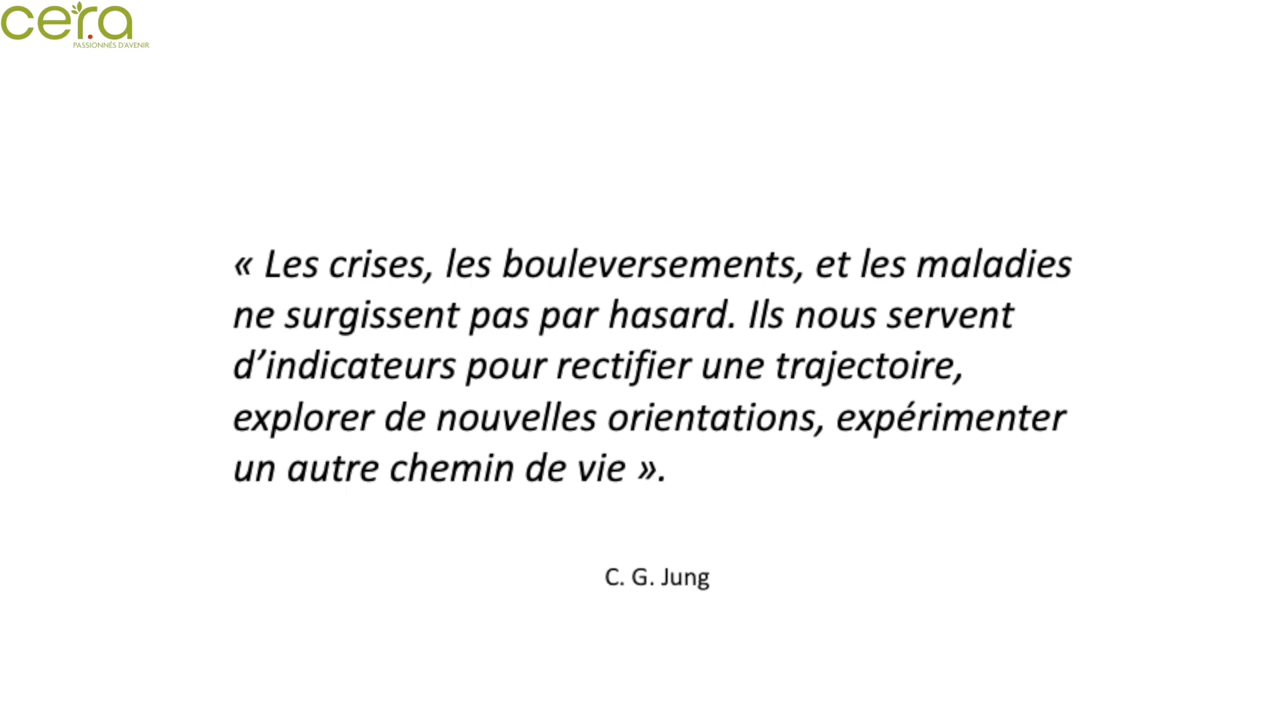 cer.a
PASSIONNÉS D'AVENIR
« Les crises, les bouleversements, et les maladies
ne surgissent pas par hasard. Ils nous servent
d’indicateurs pour rectifier une trajectoire,
explorer de nouvelles orientations, expérimenter
un autre chemin de vie ».
C. G. Jung